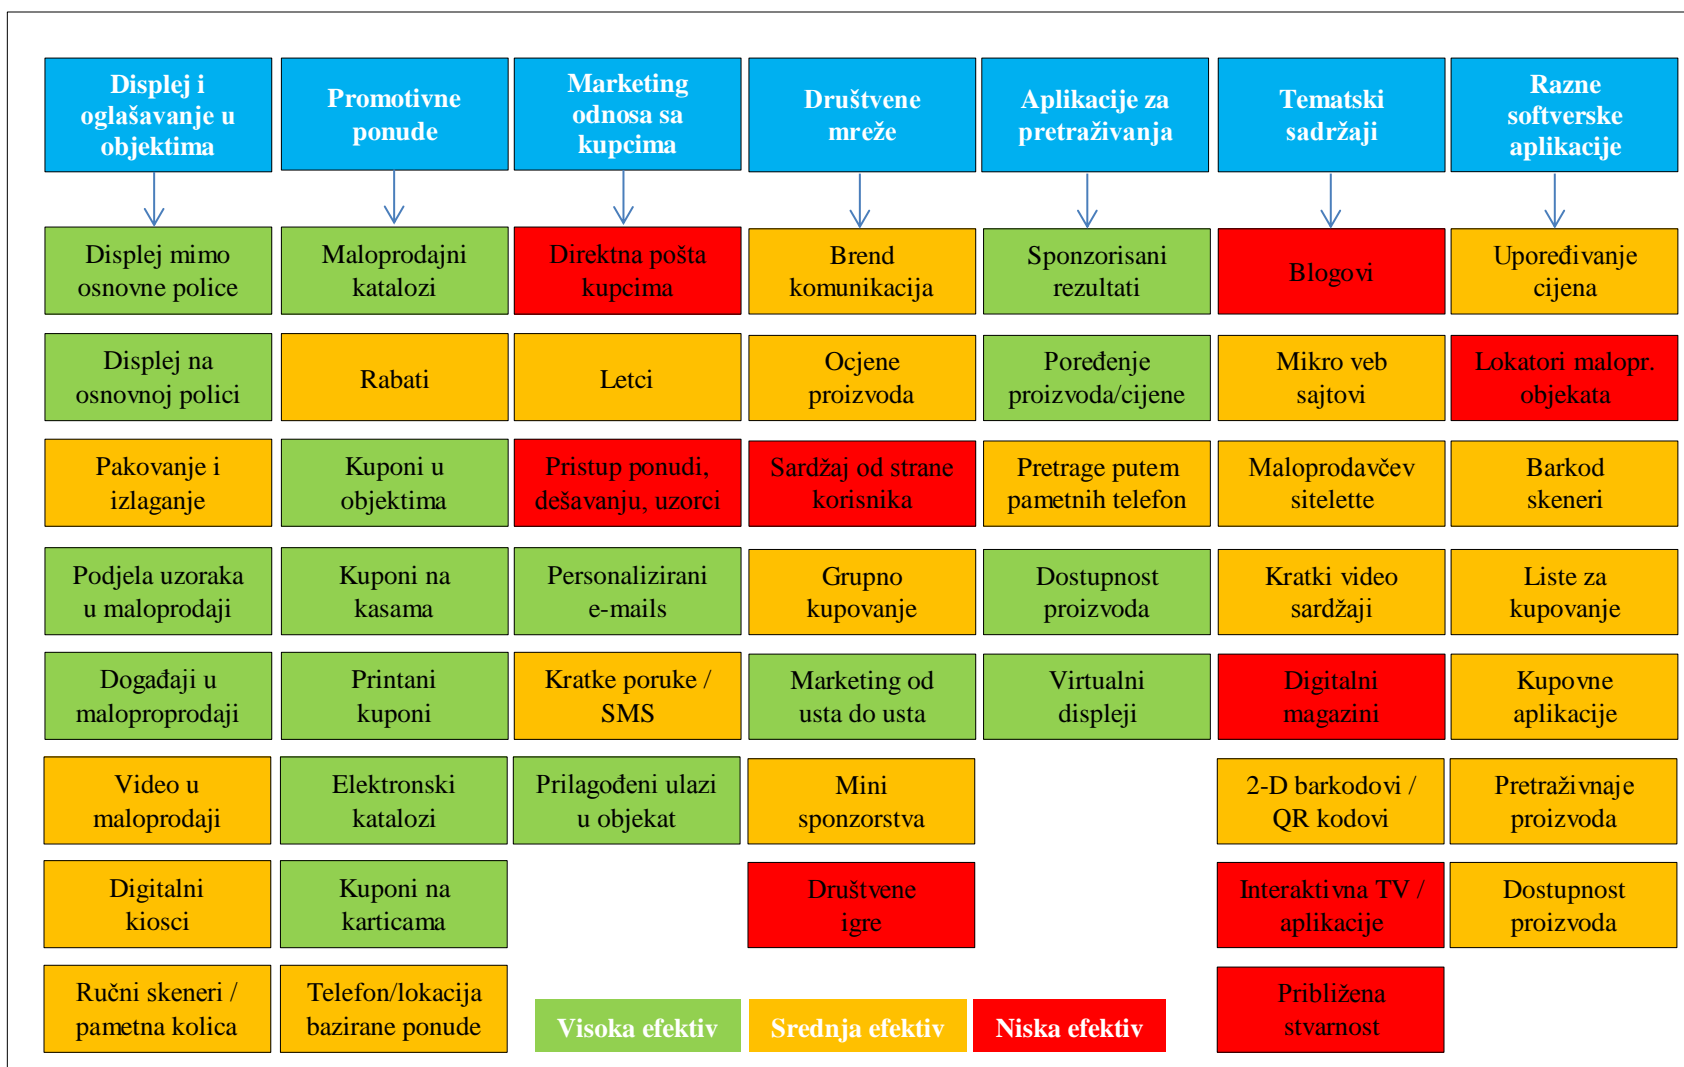 Displej i
oglašavanje u
objektima
Promotivne
ponude
Marketing
odnosa sa
kupcima
Društvene
mreže
Aplikacije za
pretraživanja
Tematski
sadržaji
Razne
softverske
aplikacije
Displej mimo
osnovne police
Maloprodajni
katalozi
Direktna pošta
kupcima
Brend
komunikacija
Sponzorisani
rezultati
Blogovi
Upoređivanje
cijena
Displej na
osnovnoj polici
Rabati
Letci
Ocjene
proizvoda
Poređenje
proizvoda/cijene
Mikro veb
sajtovi
Lokatori malopr.
objekata
Pakovanje i
izlaganje
Kuponi u
objektima
Pristup ponudi,
dešavanju, uzorci
Sardžaj od strane
korisnika
Pretrage putem
pametnih telefon
Maloprodavčev
sitelette
Barkod
skeneri
Podjela uzoraka
u maloprodaji
Kuponi na
kasama
Personalizirani
e-mails
Grupno
kupovanje
Dostupnost
proizvoda
Kratki video
sardžaji
Liste za
kupovanje
Događaji u
maloproprodaji
Printani
kuponi
Kratke poruke /
SMS
Marketing od
usta do usta
Virtualni
displeji
Digitalni
magazini
Kupovne
aplikacije
Video u
maloprodaji
Elektronski
katalozi
Prilagođeni ulazi
u objekat
Mini
sponzorstva
2-D barkodovi /
QR kodovi
Pretraživnaje
proizvoda
Digitalni
kiosci
Kuponi na
karticama
Društvene
igre
Interaktivna TV /
aplikacije
Dostupnost
proizvoda
Ručni skeneri /
pametna kolica
Telefon/lokacija
bazirane ponude
Približena
stvarnost
Visoka efektiv
Srednja efektiv
Niska efektiv